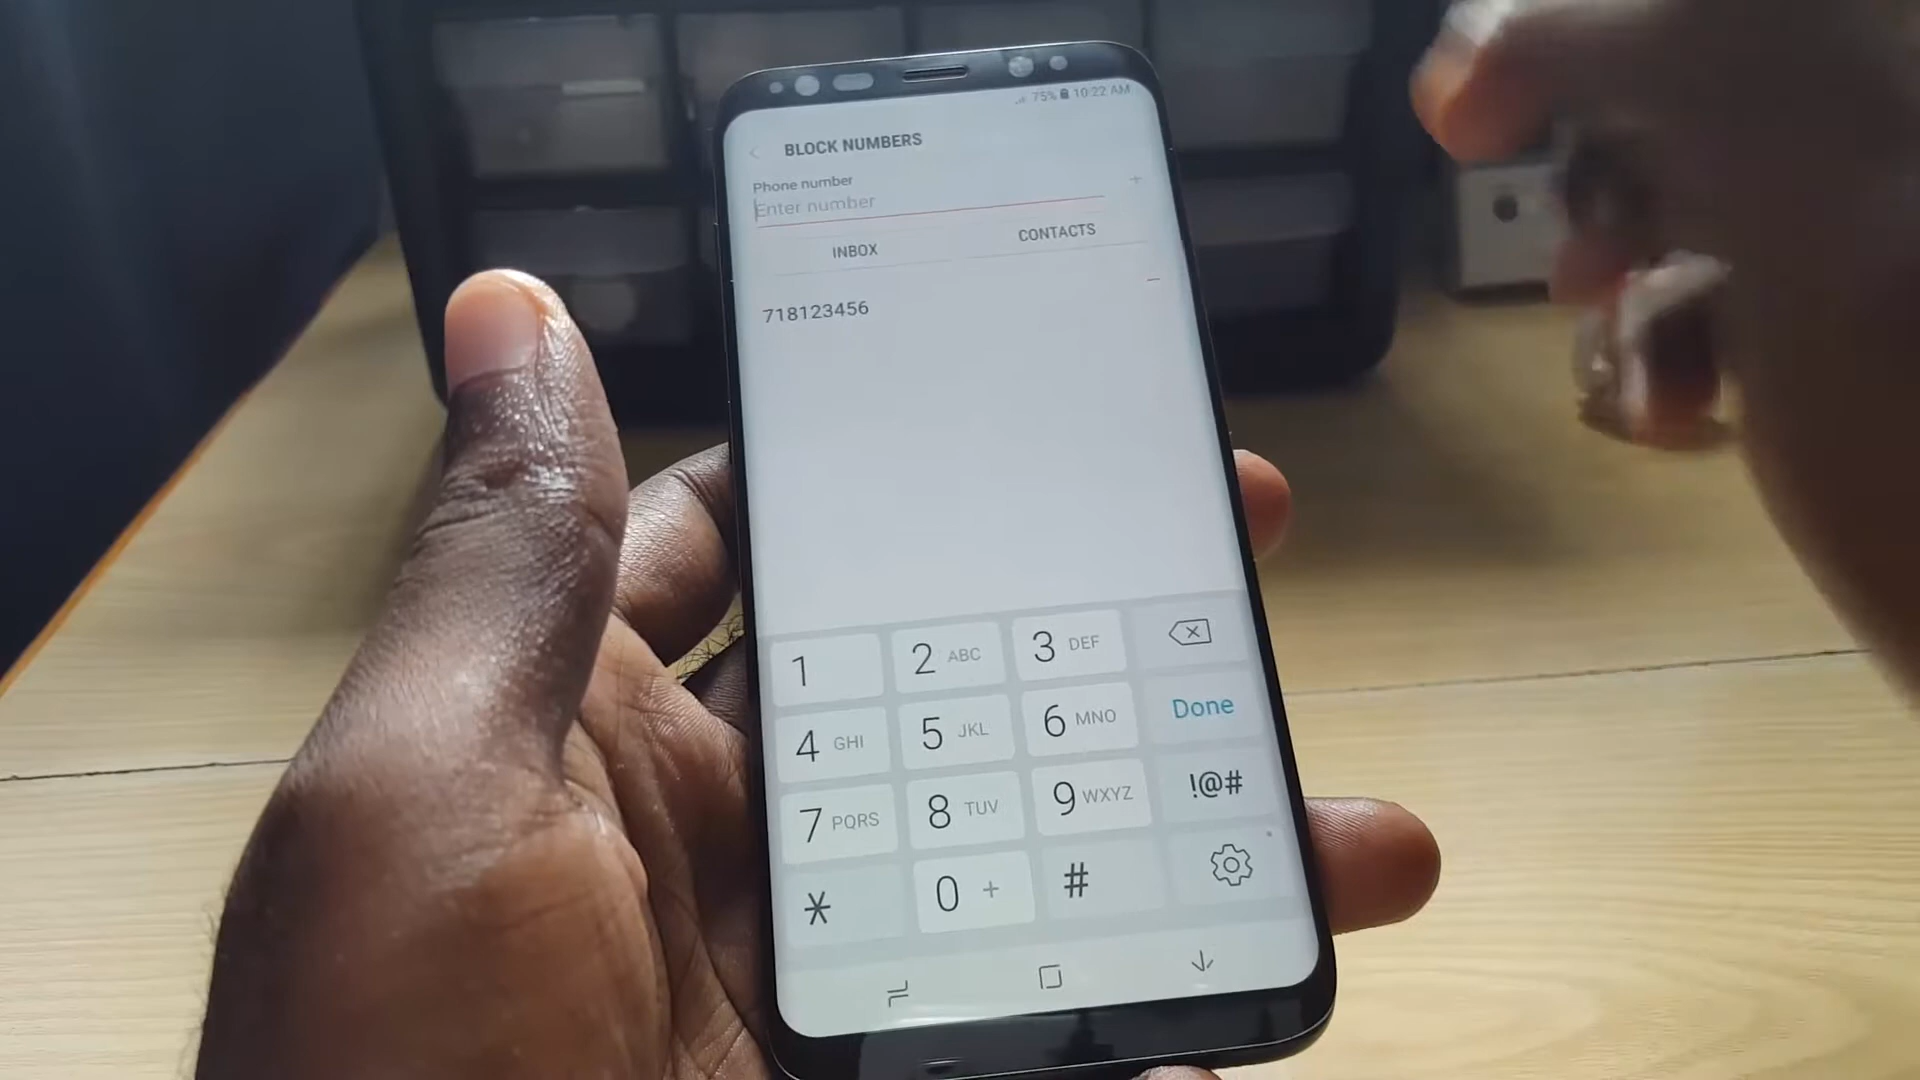 75% 10:22 AM
BLOCK NUMBERS
Phone number
Enter number
+
INBOX CONTACTS
718123456 —
1 2 ABC 3 DEF
4 GHI 5 JKL 6 MNO Done
7 PQRS 8 TUV 9 WXYZ !@#
* 0 + #